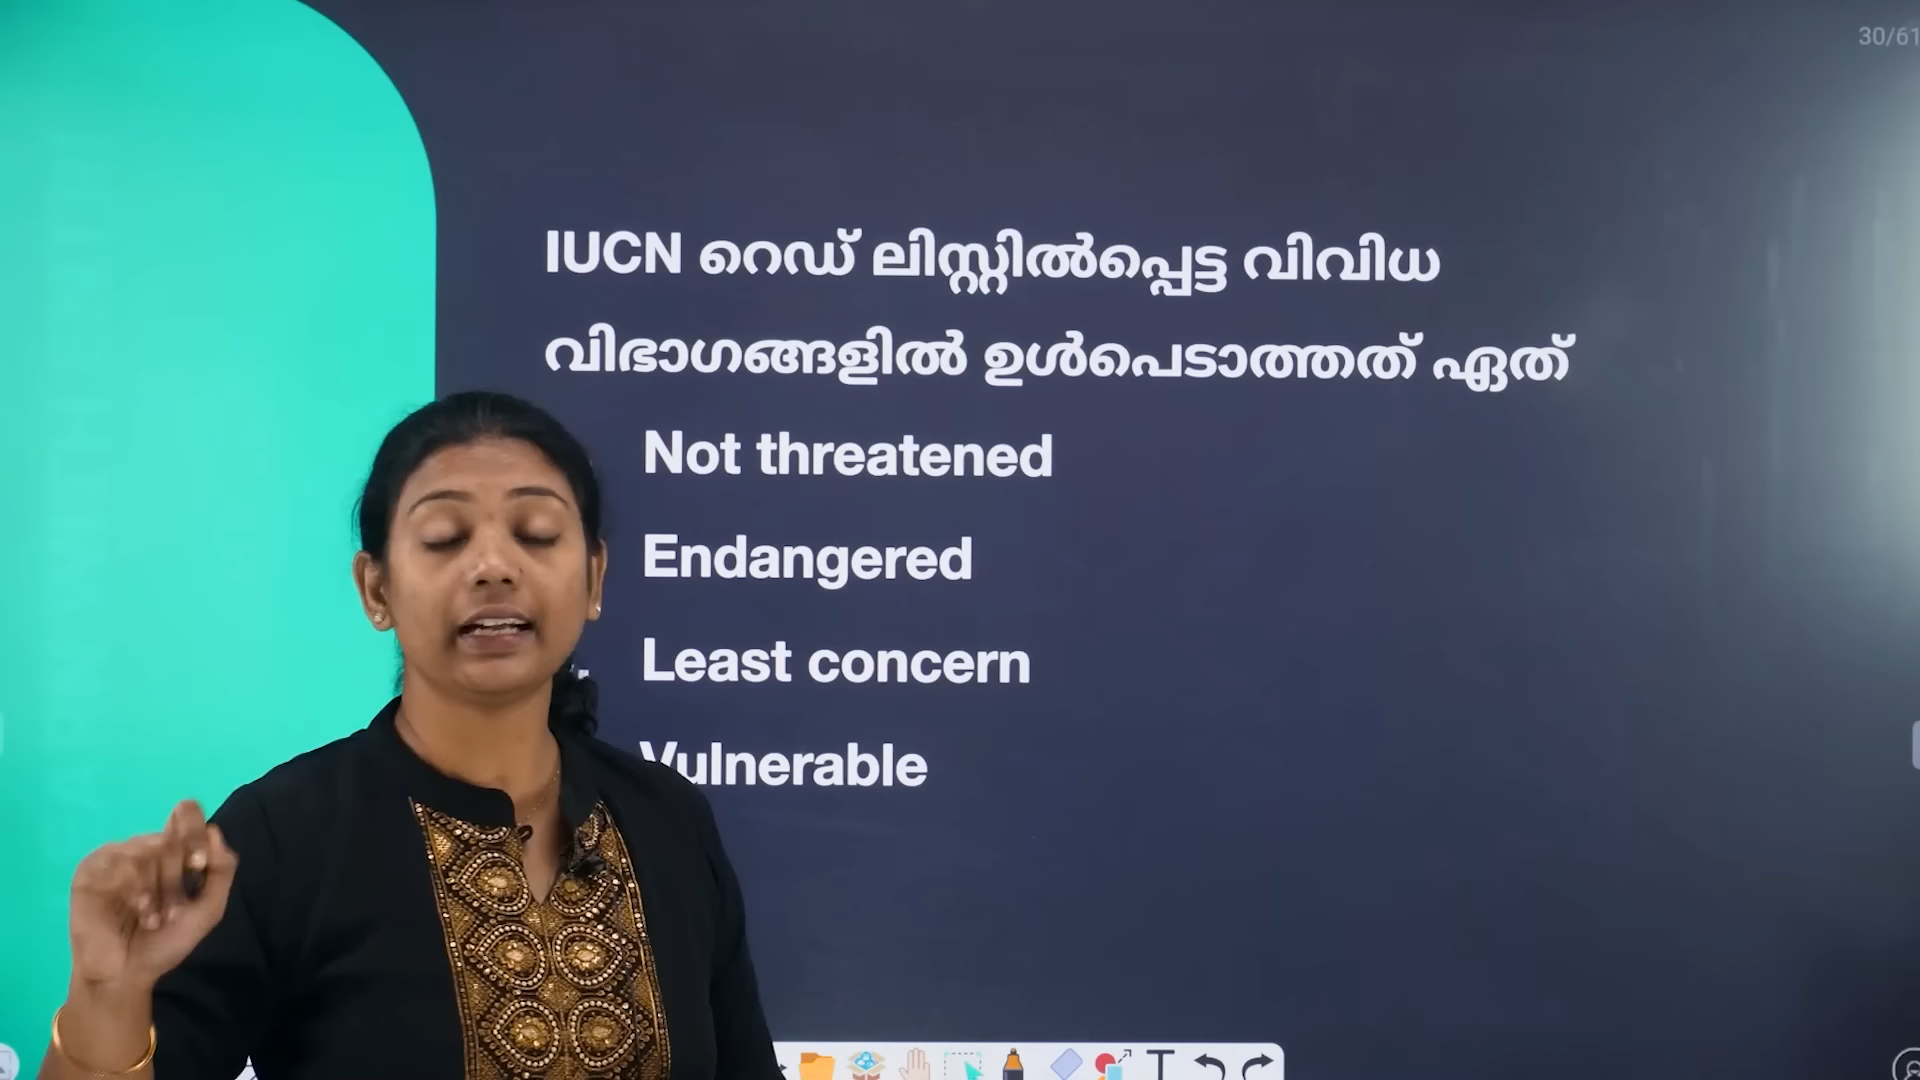 30/61
IUCN റെഡ് ലിസ്റ്റിൽപ്പെട്ട വിവിധ
വിഭാഗങ്ങളിൽ ഉൾപെടാത്തത് ഏത്
Not threatened
Endangered
Least concern
Vulnerable